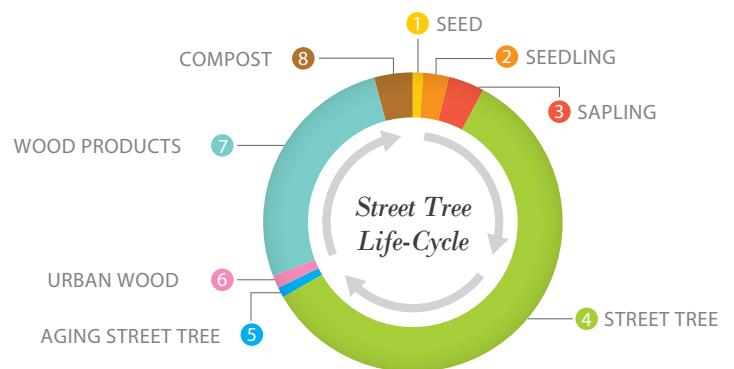 1 SEED
2 SEEDLING
3 SAPLING
4 STREET TREE
5 AGING STREET TREE
6 URBAN WOOD
7 WOOD PRODUCTS
8 COMPOST
Street Tree
Life-Cycle